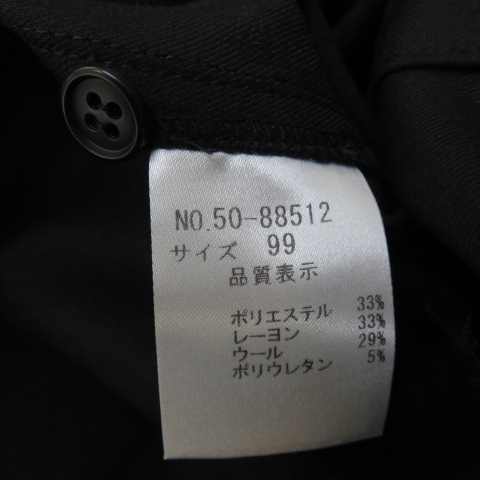 NO.50-88512
サイズ 99
品質表示
ポリエステル 33%
レーヨン 33%
ウール 29%
ポリウレタン 5%